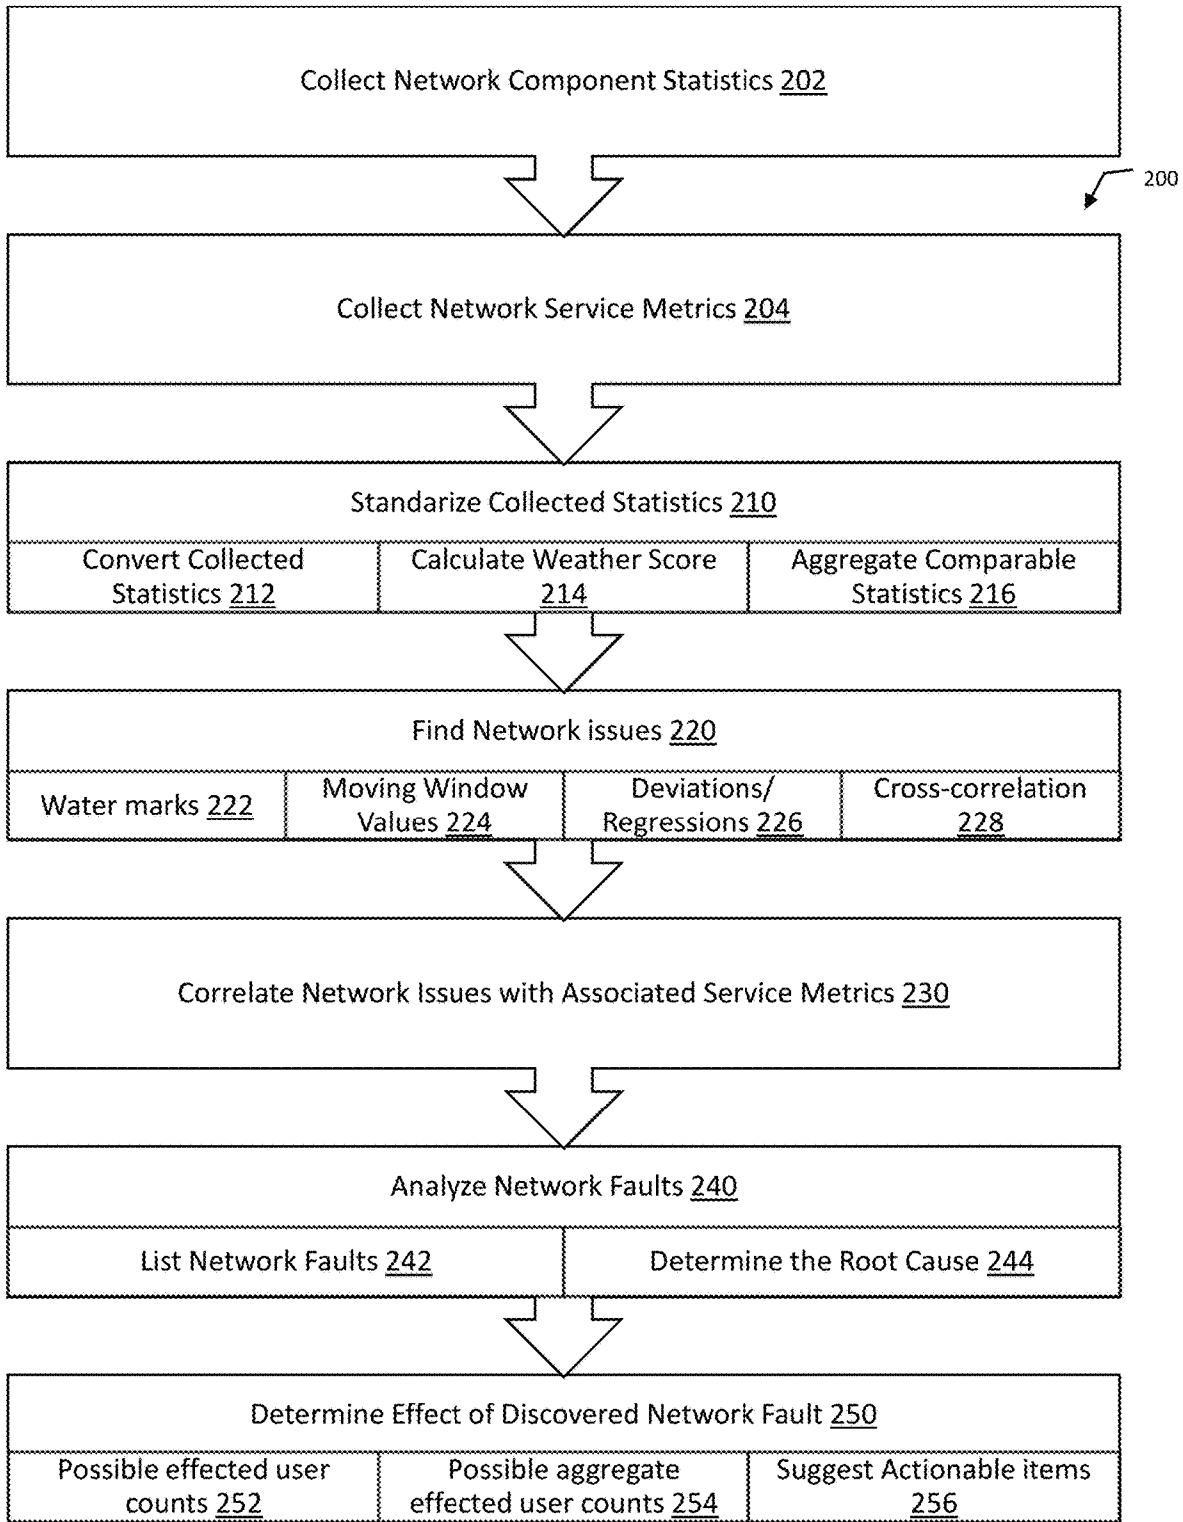 Collect Network Component Statistics 202
200
Collect Network Service Metrics 204
Standarize Collected Statistics 210
Convert Collected
Statistics 212
Calculate Weather Score
214
Aggregate Comparable
Statistics 216
Find Network issues 220
Water marks 222
Moving Window
Values 224
Deviations/
Regressions 226
Cross-correlation
228
Correlate Network Issues with Associated Service Metrics 230
Analyze Network Faults 240
List Network Faults 242
Determine the Root Cause 244
Determine Effect of Discovered Network Fault 250
Possible effected user
counts 252
Possible aggregate
effected user counts 254
Suggest Actionable items
256